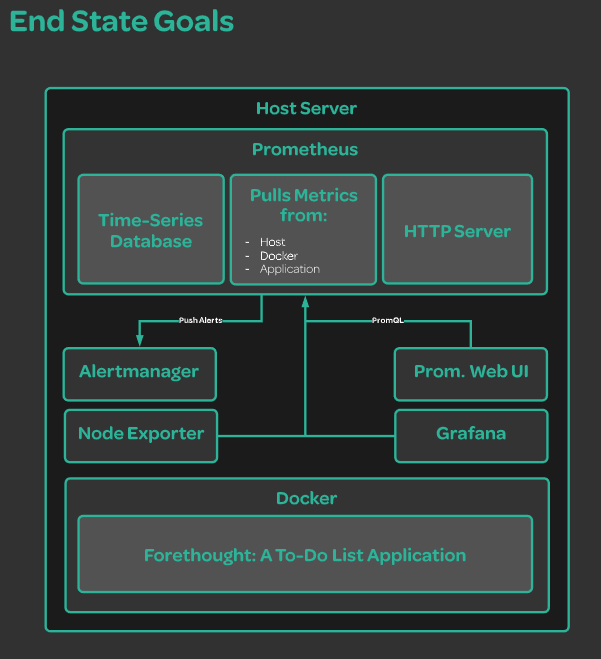 End State Goals
Host Server
Prometheus
Time-Series
Database
Pulls Metrics
from:
- Host
- Docker
- Application
HTTP Server
Push Alerts
PromQL
Alertmanager
Prom. Web UI
Node Exporter
Grafana
Docker
Forethought: A To-Do List Application